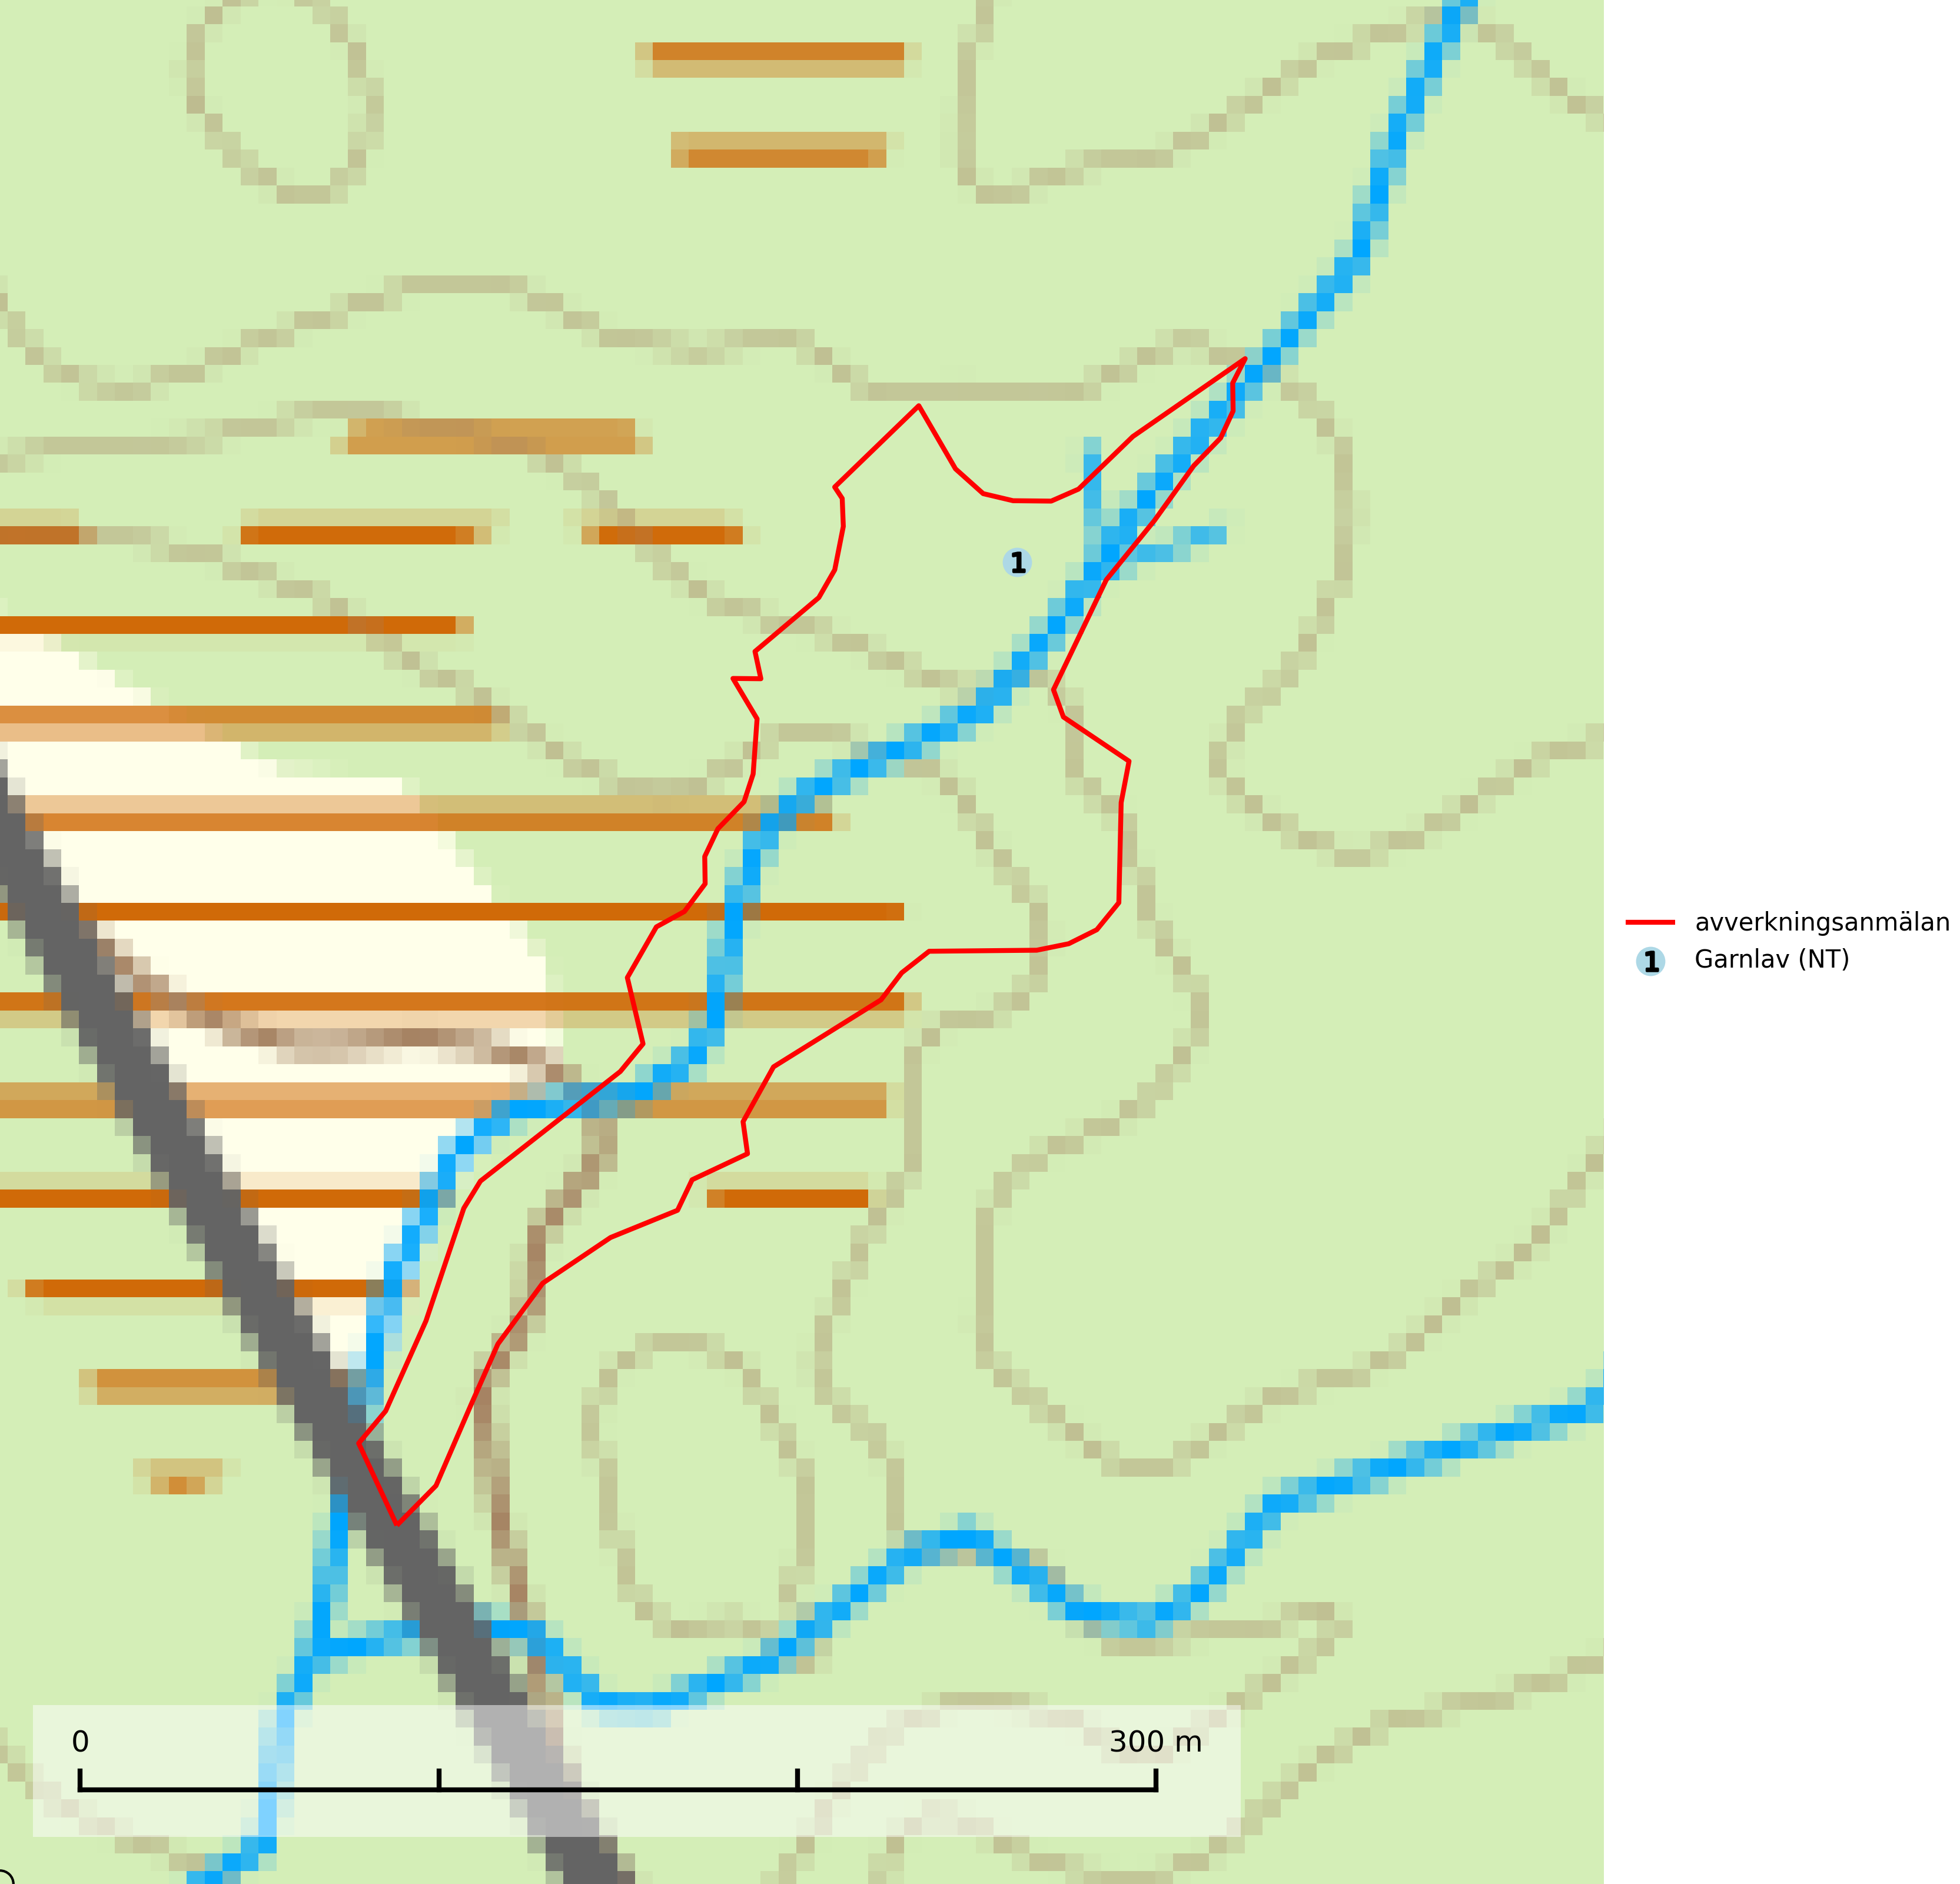 1
avverkningsanmälan
1 Garnlav (NT)
0 300 m